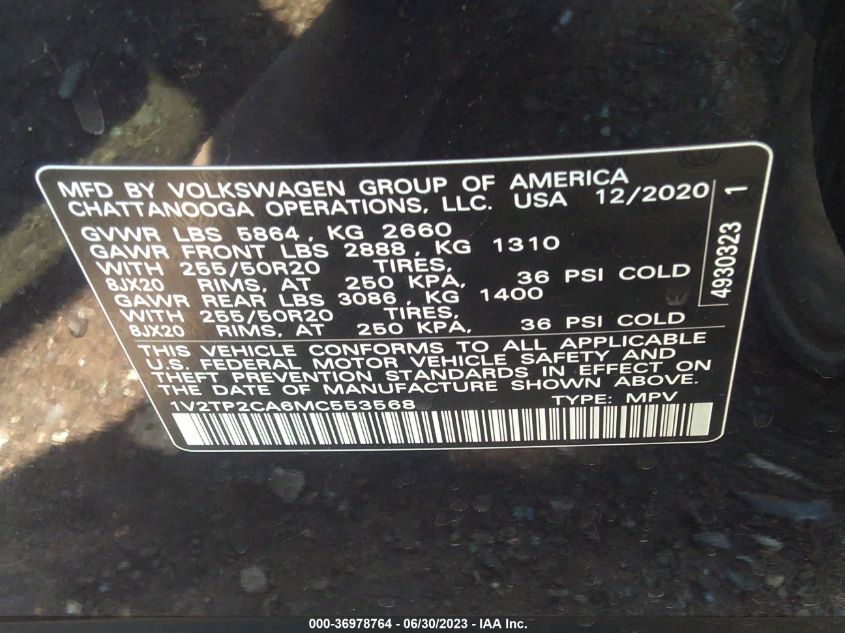 MFD BY VOLKSWAGEN GROUP OF AMERICA
CHATTANOOGA OPERATIONS, LLC. USA 12/2020
GVWR LBS 5864, KG 2660
GAWR FRONT LBS 2888, KG 1310
WITH 255/50R20 TIRES,
8JX20 RIMS, AT 250 KPA, 36 PSI COLD
GAWR REAR LBS 3086, KG 1400
WITH 255/50R20 TIRES,
8JX20 RIMS, AT 250 KPA, 36 PSI COLD
THIS VEHICLE CONFORMS TO ALL APPLICABLE
U.S. FEDERAL MOTOR VEHICLE SAFETY AND
THEFT PREVENTION STANDARDS IN EFFECT ON
THE DATE OF MANUFACTURE SHOWN ABOVE.
1V2TP2CA6MC553568 TYPE: MPV
4930323 1
000-36978764 / 06/30/2023 - © IAA Inc.